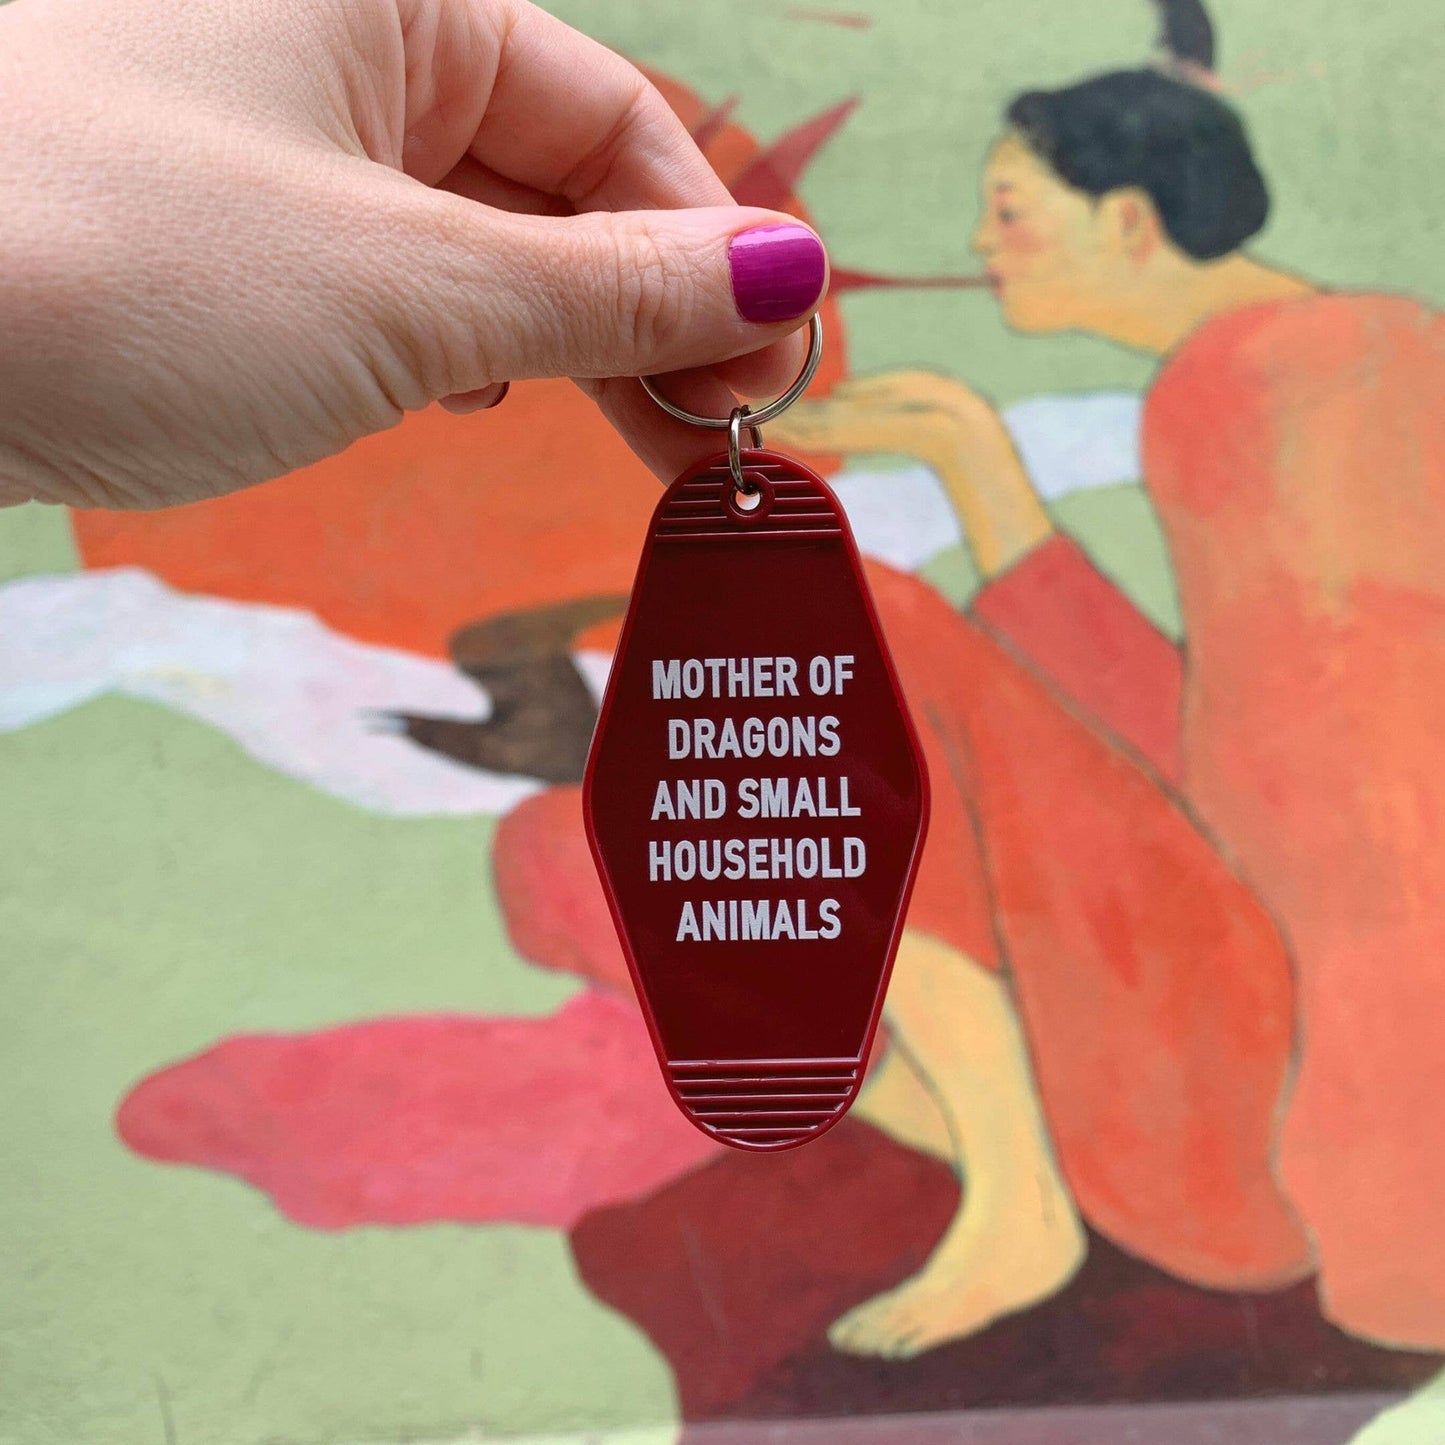 MOTHER OF
DRAGONS
AND SMALL
HOUSEHOLD
ANIMALS